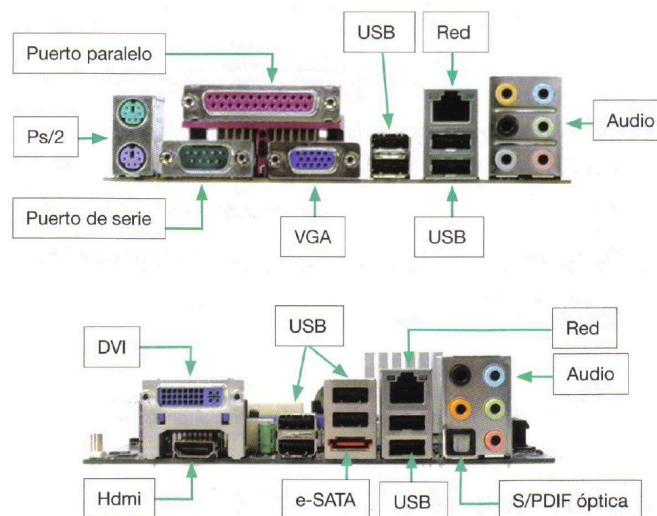 USB
Red
Puerto paralelo
Audio
Ps/2
Puerto de serie
VGA
USB
USB
DVI
Red
Audio
Hdmi
e-SATA
USB
S/PDIF óptica